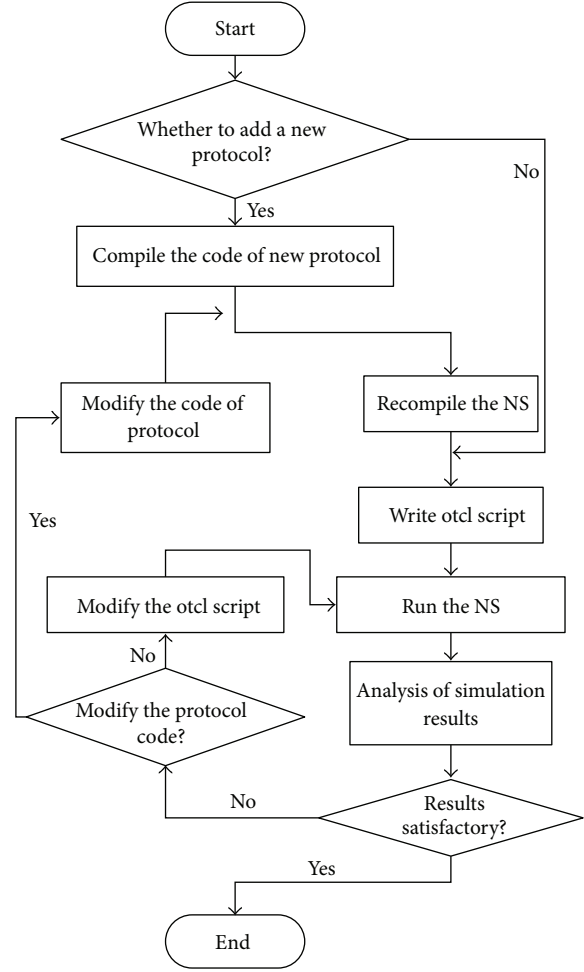 Start
Whether to add a new
protocol?
No
Yes
Compile the code of new protocol
Modify the code of
protocol
Recompile the NS
Yes
Write otcl script
Modify the otcl script
Run the NS
No
Analysis of simulation
results
Modify the protocol
code?
No
Results
satisfactory?
Yes
End